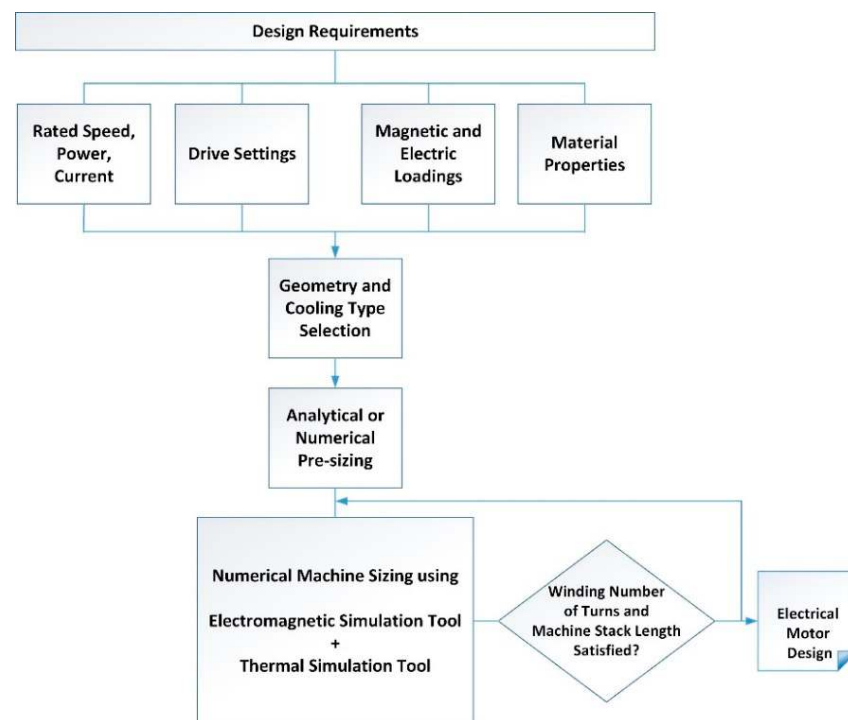 Design Requirements
Rated Speed,
Power,
Current
Drive Settings
Magnetic and
Electric
Loadings
Material
Properties
Geometry and
Cooling Type
Selection
Analytical or
Numerical
Pre-sizing
Numerical Machine Sizing using
Electromagnetic Simulation Tool
+
Thermal Simulation Tool
Winding Number
of Turns and
Machine Stack Length
Satisfied?
Electrical
Motor
Design